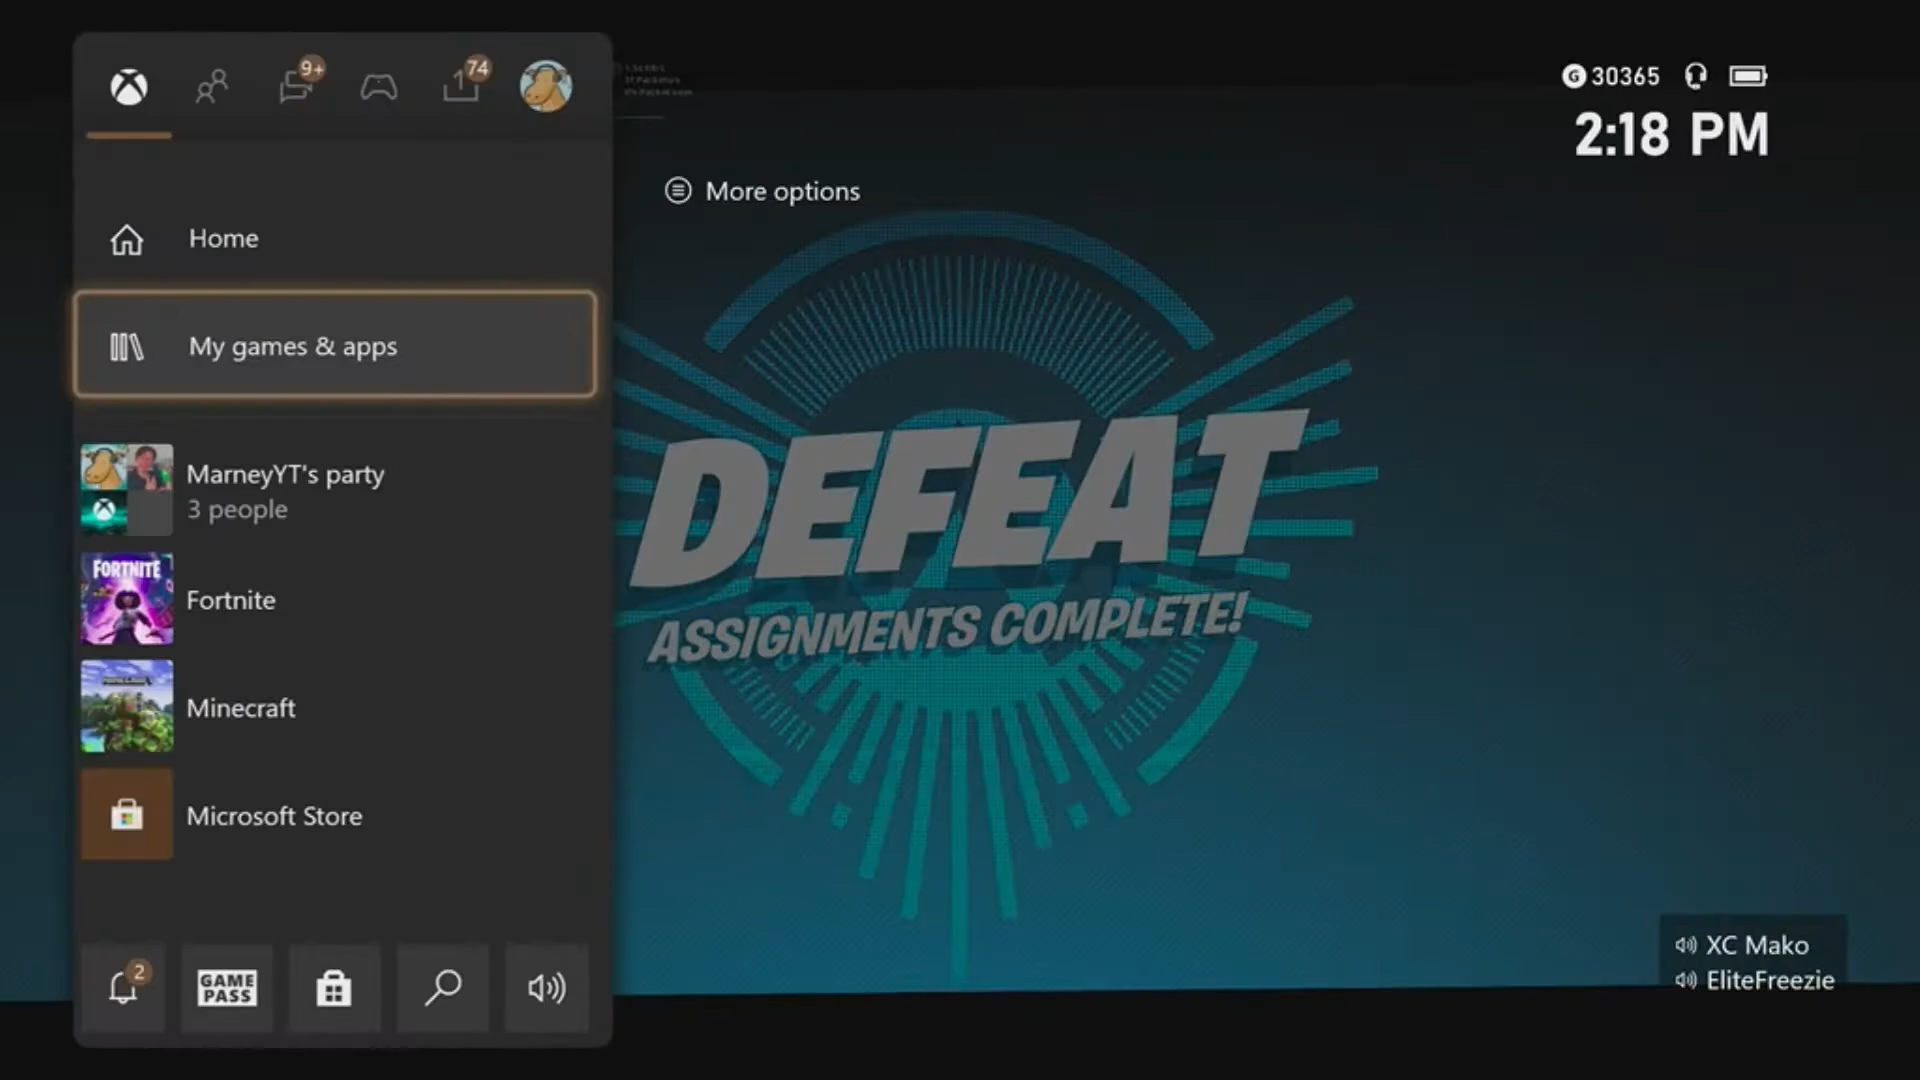 9+
74
G 30365
2:18 PM
More options
Home
My games & apps
MarneyYT's party
3 people
FORTNITE
Fortnite
Minecraft
Microsoft Store
DEFEAT
ASSIGNMENTS COMPLETE!
2
GAME
PASS
XC Mako
EliteFreezie